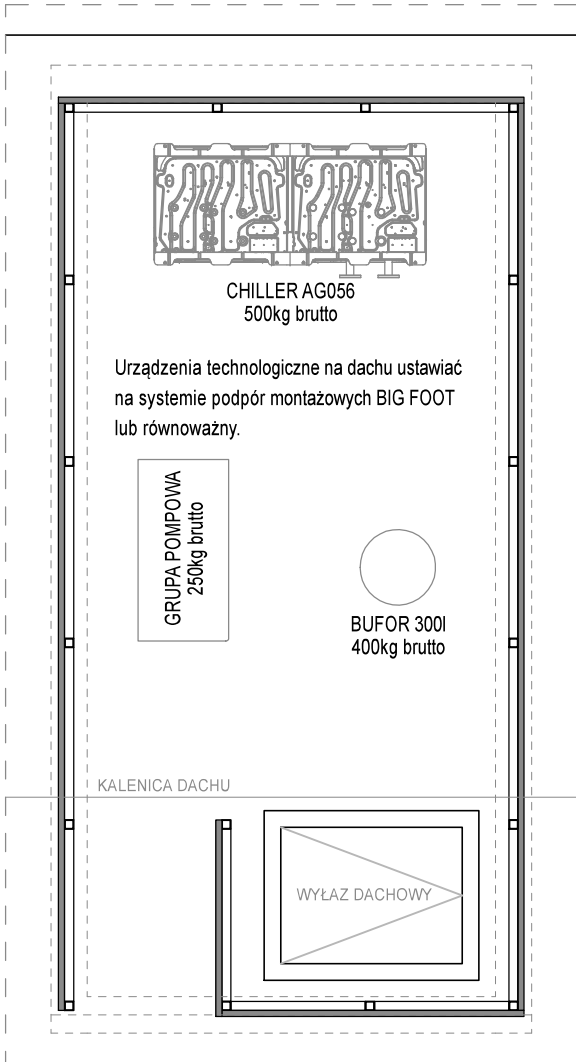 CHILLER AG056
500kg brutto
Urządzenia technologiczne na dachu ustawiać
na systemie podpór montażowych BIG FOOT
lub równoważny.
GRUPA POMPOWA
250kg brutto
BUFOR 300l
400kg brutto
KALENICA DACHU
WYŁAZ DACHOWY